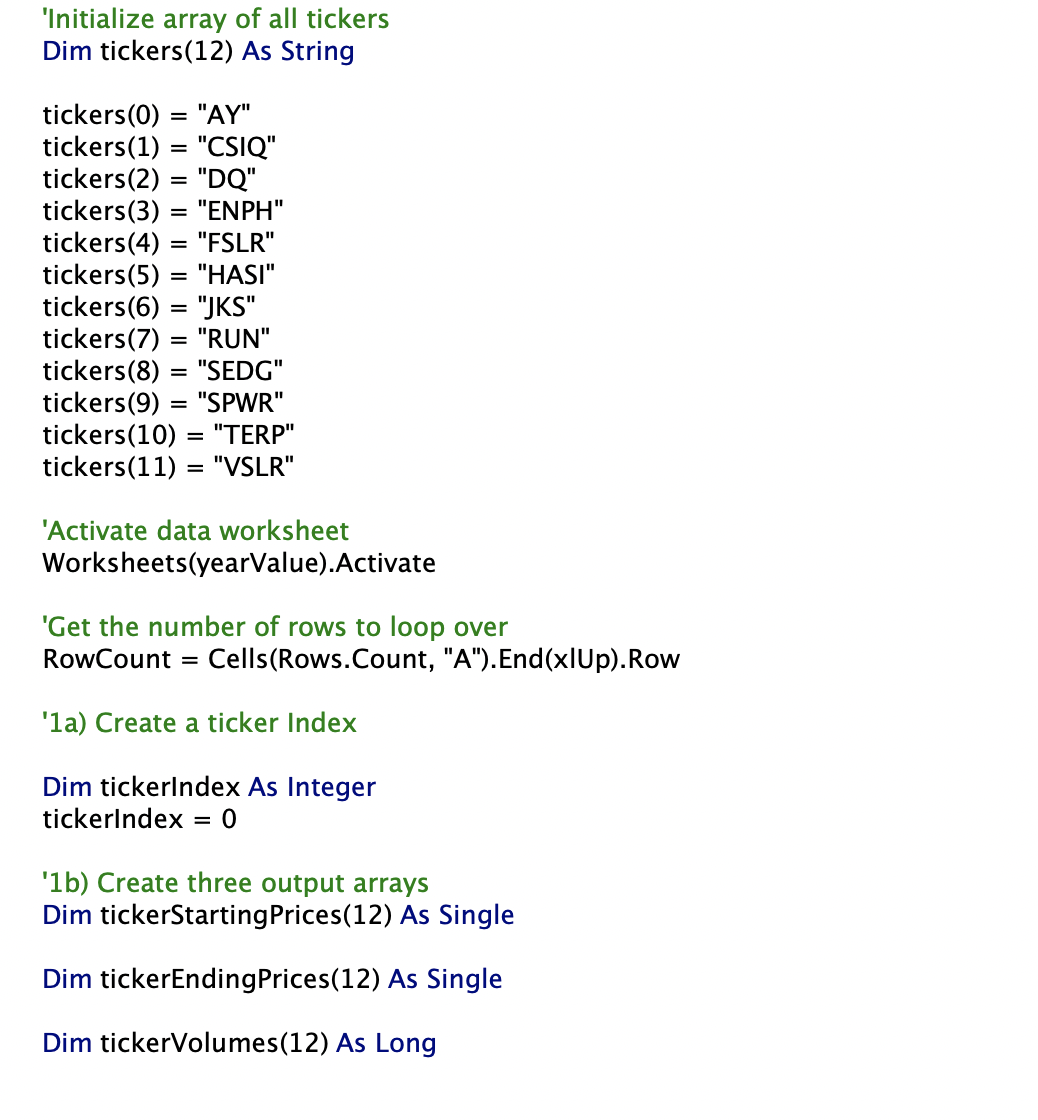 'Initialize array of all tickers
Dim tickers(12) As String
tickers(0) = "AY"
tickers(1) = "CSIQ"
tickers(2) = "DQ"
tickers(3) = "ENPH"
tickers(4) = "FSLR"
tickers(5) = "HASI"
tickers(6) = "JKS"
tickers(7) = "RUN"
tickers(8) = "SEDG"
tickers(9) = "SPWR"
tickers(10) = "TERP"
tickers(11) = "VSLR"
'Activate data worksheet
Worksheets(yearValue).Activate
'Get the number of rows to loop over
RowCount = Cells(Rows.Count, "A").End(xlUp).Row
'1a) Create a ticker Index
Dim tickerIndex As Integer
tickerIndex = 0
'1b) Create three output arrays
Dim tickerStartingPrices(12) As Single
Dim tickerEndingPrices(12) As Single
Dim tickerVolumes(12) As Long